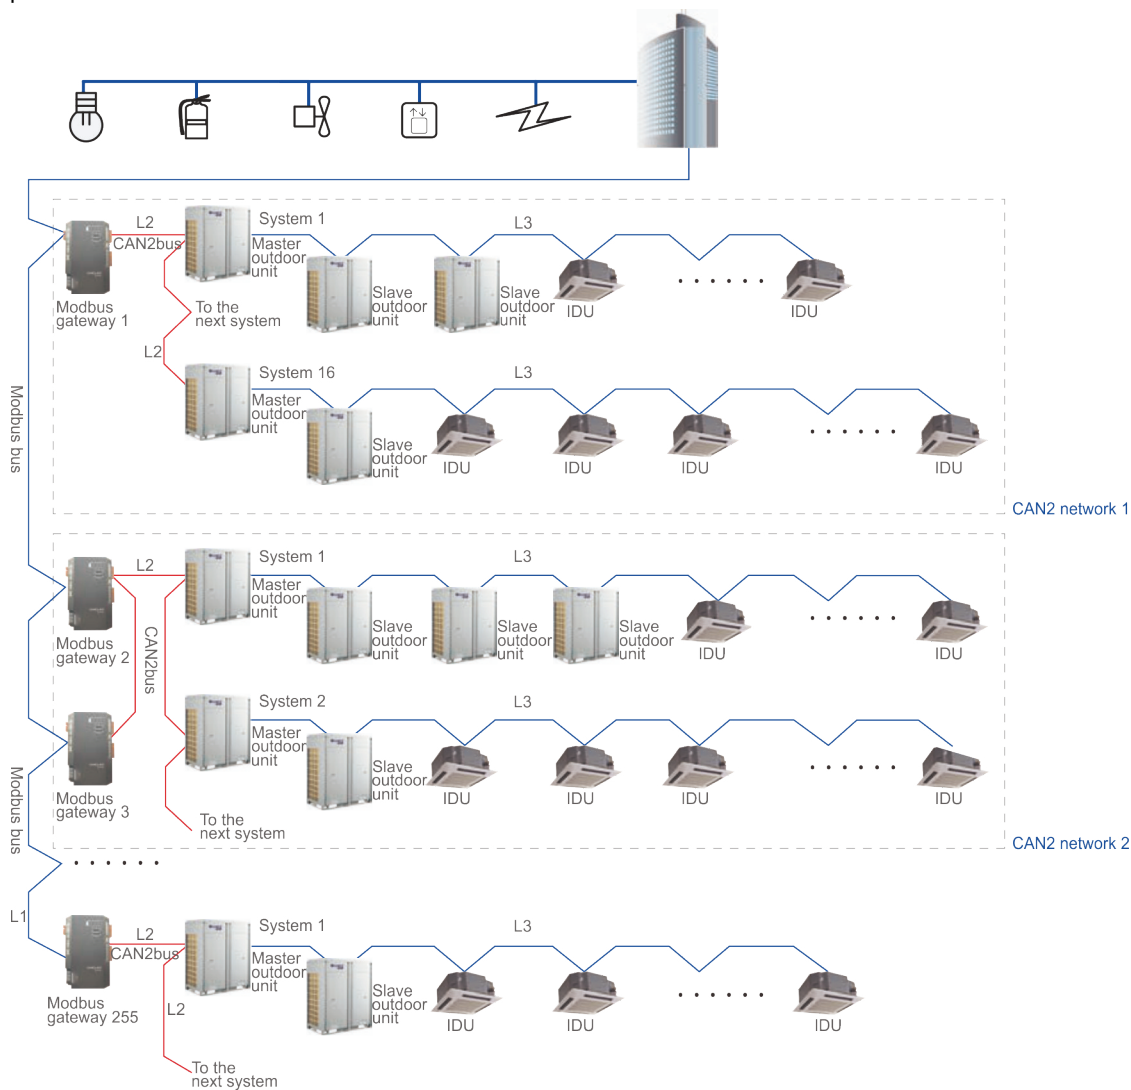 L2
CAN2bus
System 1
Master
outdoor
unit
L3
Slave
outdoor
unit
Slave
outdoor
unit
IDU
IDU
Modbus
gateway 1
To the
next system
L2
System 16
Master
outdoor
unit
L3
Slave
outdoor
unit
IDU
IDU
IDU
IDU
Modbus bus
CAN2 network 1
L2
System 1
Master
outdoor
unit
L3
Slave
outdoor
unit
Slave
outdoor
unit
Slave
outdoor
unit
IDU
IDU
Modbus
gateway 2
CAN2bus
System 2
Master
outdoor
unit
L3
Slave
outdoor
unit
IDU
IDU
IDU
IDU
Modbus
gateway 3
Modbus bus
To the
next system
CAN2 network 2
L1
L2
CAN2bus
System 1
Master
outdoor
unit
L3
Slave
outdoor
unit
IDU
IDU
IDU
Modbus
gateway 255
L2
To the
next system